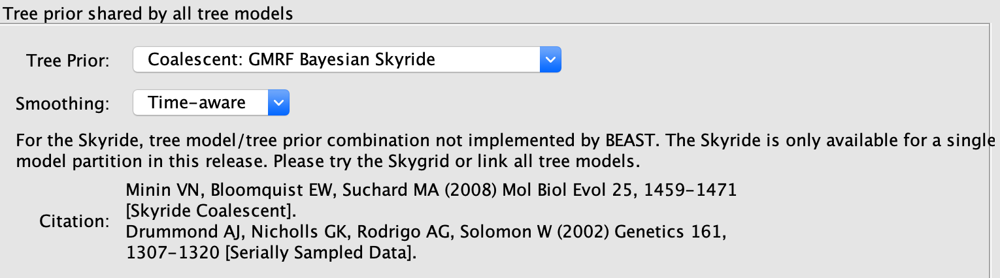 Tree prior shared by all tree models
Tree Prior: Coalescent: GMRF Bayesian Skyride
Smoothing: Time-aware
For the Skyride, tree model/tree prior combination not implemented by BEAST. The Skyride is only available for a single
model partition in this release. Please try the Skygrid or link all tree models.
Minin VN, Bloomquist EW, Suchard MA (2008) Mol Biol Evol 25, 1459-1471
[Skyride Coalescent].
Citation:
Drummond AJ, Nicholls GK, Rodrigo AG, Solomon W (2002) Genetics 161,
1307-1320 [Serially Sampled Data].